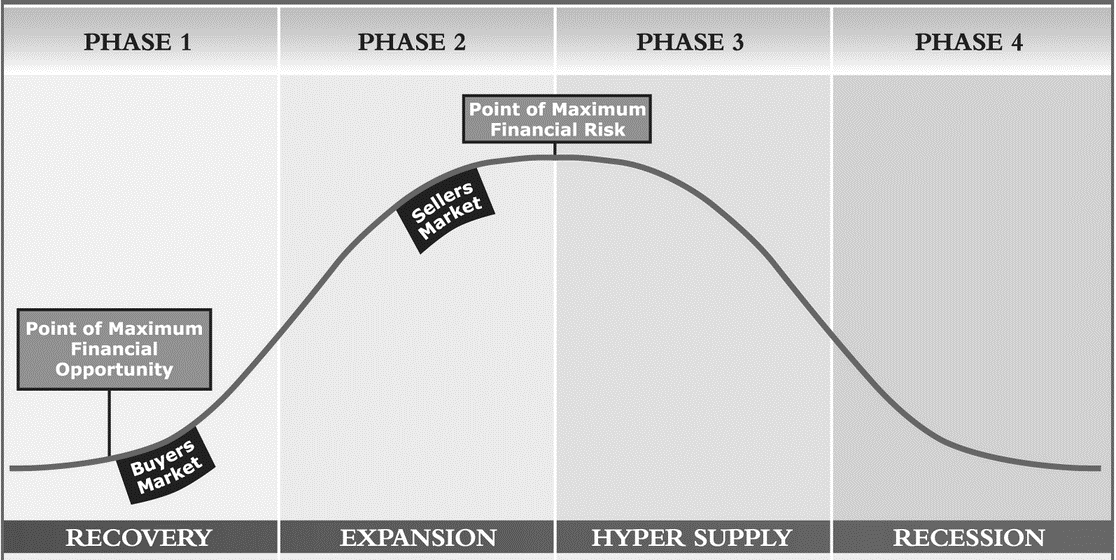 PHASE 1
PHASE 2
PHASE 3
PHASE 4
Point of Maximum
Financial Risk
Sellers
Market
Point of Maximum
Financial
Opportunity
Buyers
Market
RECOVERY
EXPANSION
HYPER SUPPLY
RECESSION